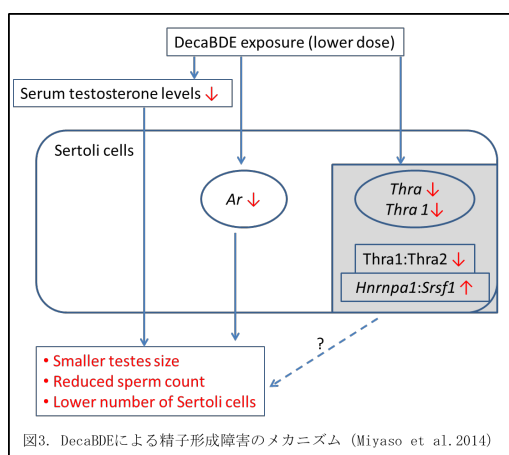 DecaBDE exposure (lower dose)
Serum testosterone levels ↓
Sertoli cells
Ar ↓
Thra ↓
Thra 1↓
Thra1:Thra2 ↓
Hnrnpa1:Srsf1 ↑
?
• Smaller testes size
• Reduced sperm count
• Lower number of Sertoli cells
図3. DecaBDEによる精子形成障害のメカニズム (Miyaso et al.2014)